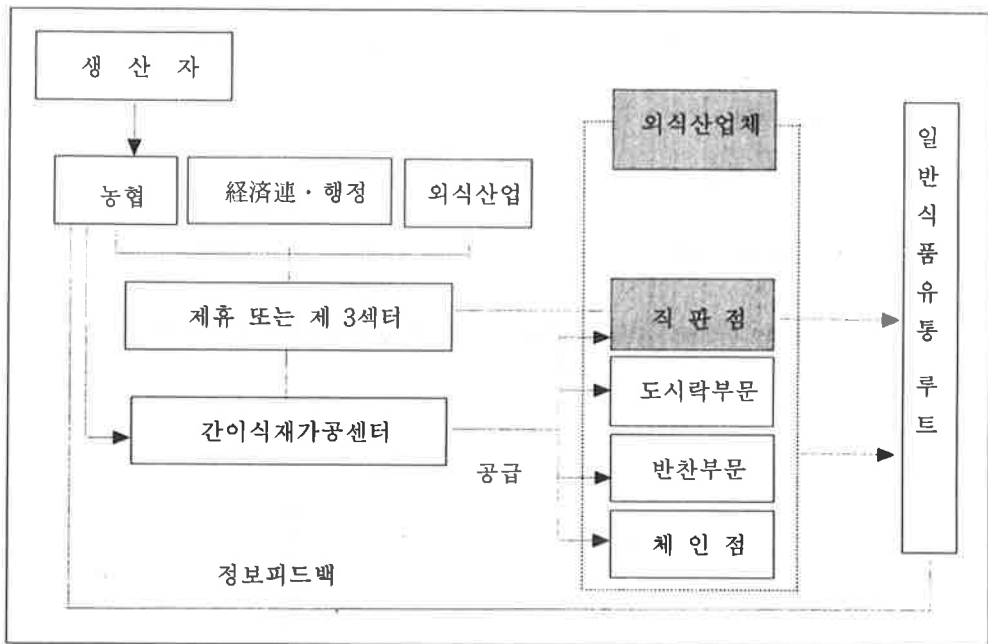 생 산 자
외식산업체
일반식품유통 루트
농협
経済連・행정
외식산업
제휴 또는 제 3섹터
직 판 점
도시락부문
간이식재가공센터
공급
반찬부문
체 인 점
정보피드백